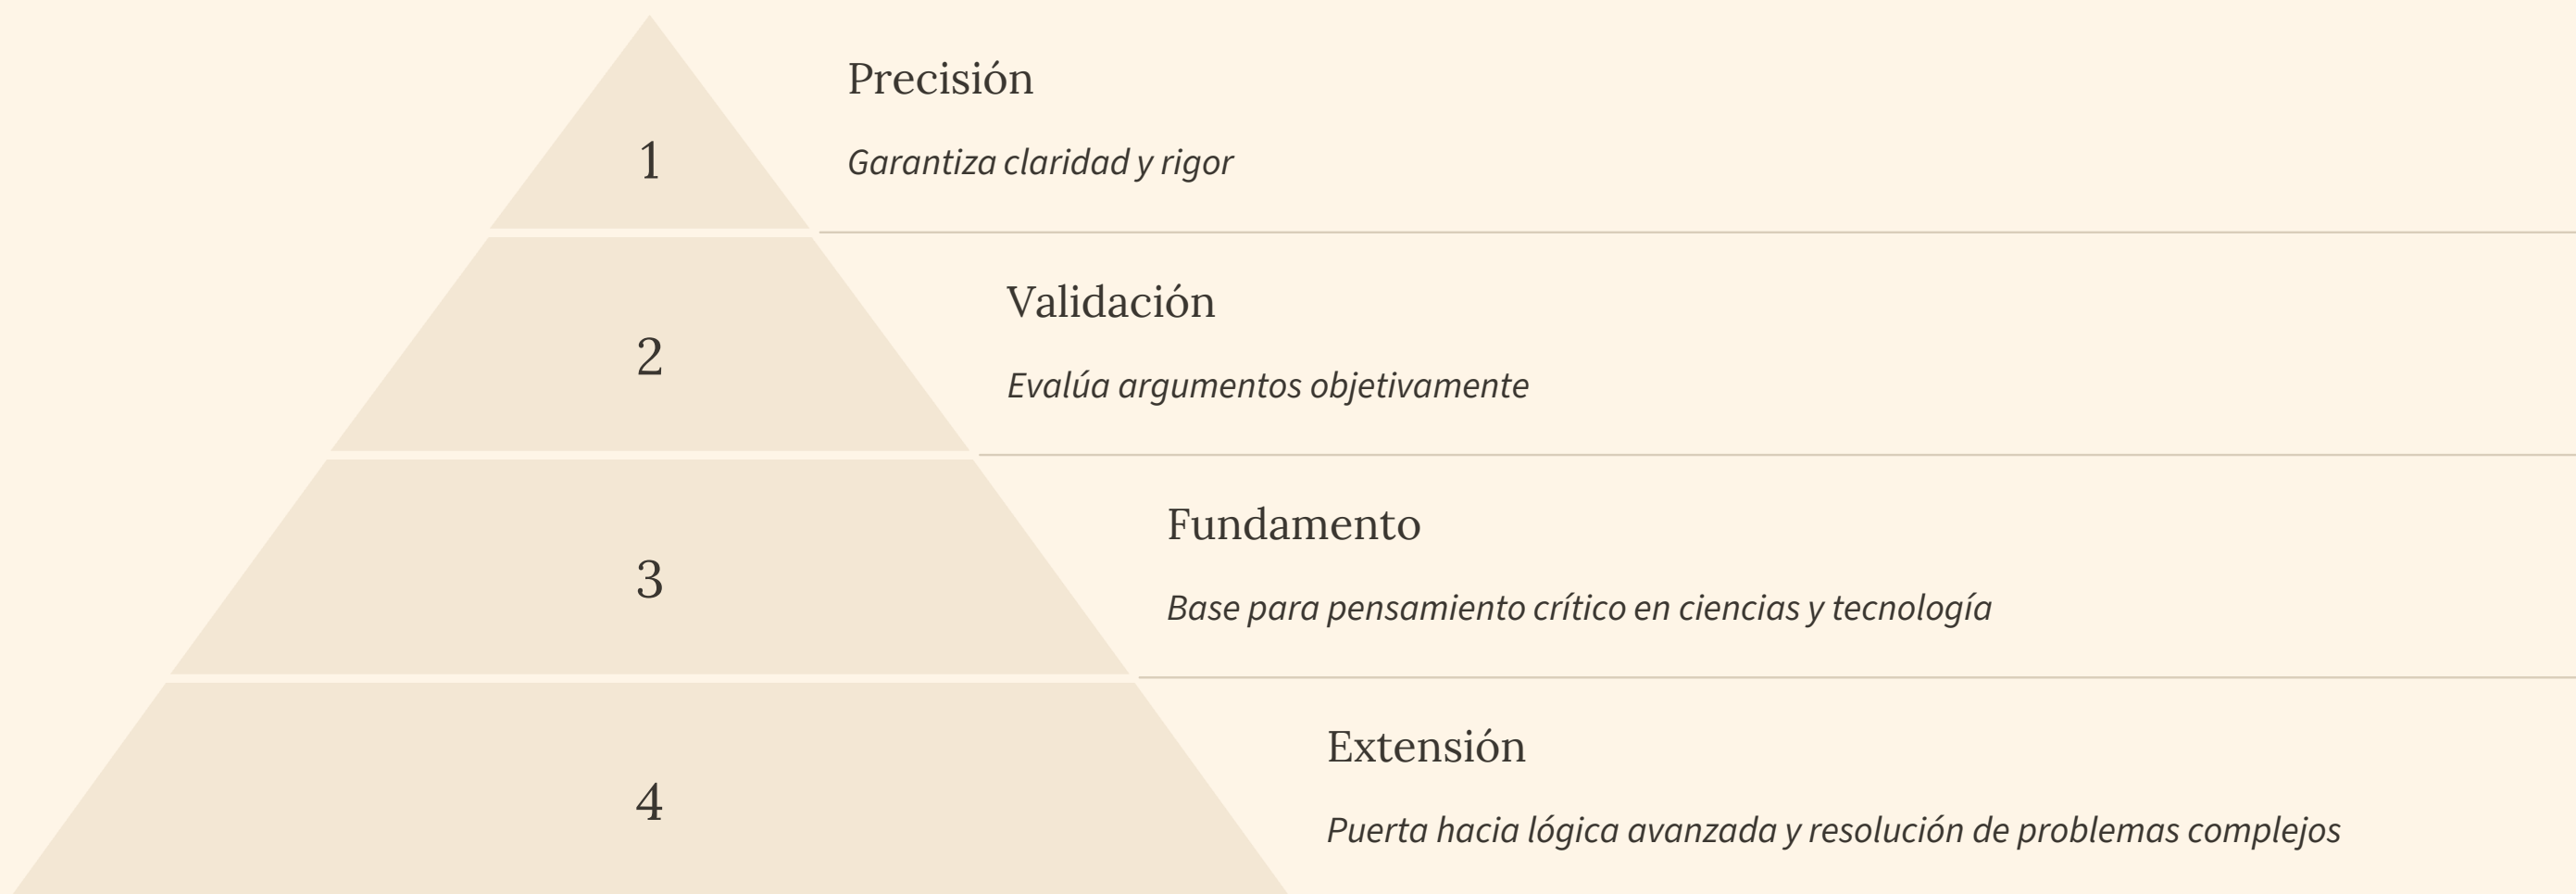 Precisión
1
Garantiza claridad y rigor
Validación
2
Evalúa argumentos objetivamente
Fundamento
3
Base para pensamiento crítico en ciencias y tecnología
Extensión
4
Puerta hacia lógica avanzada y resolución de problemas complejos